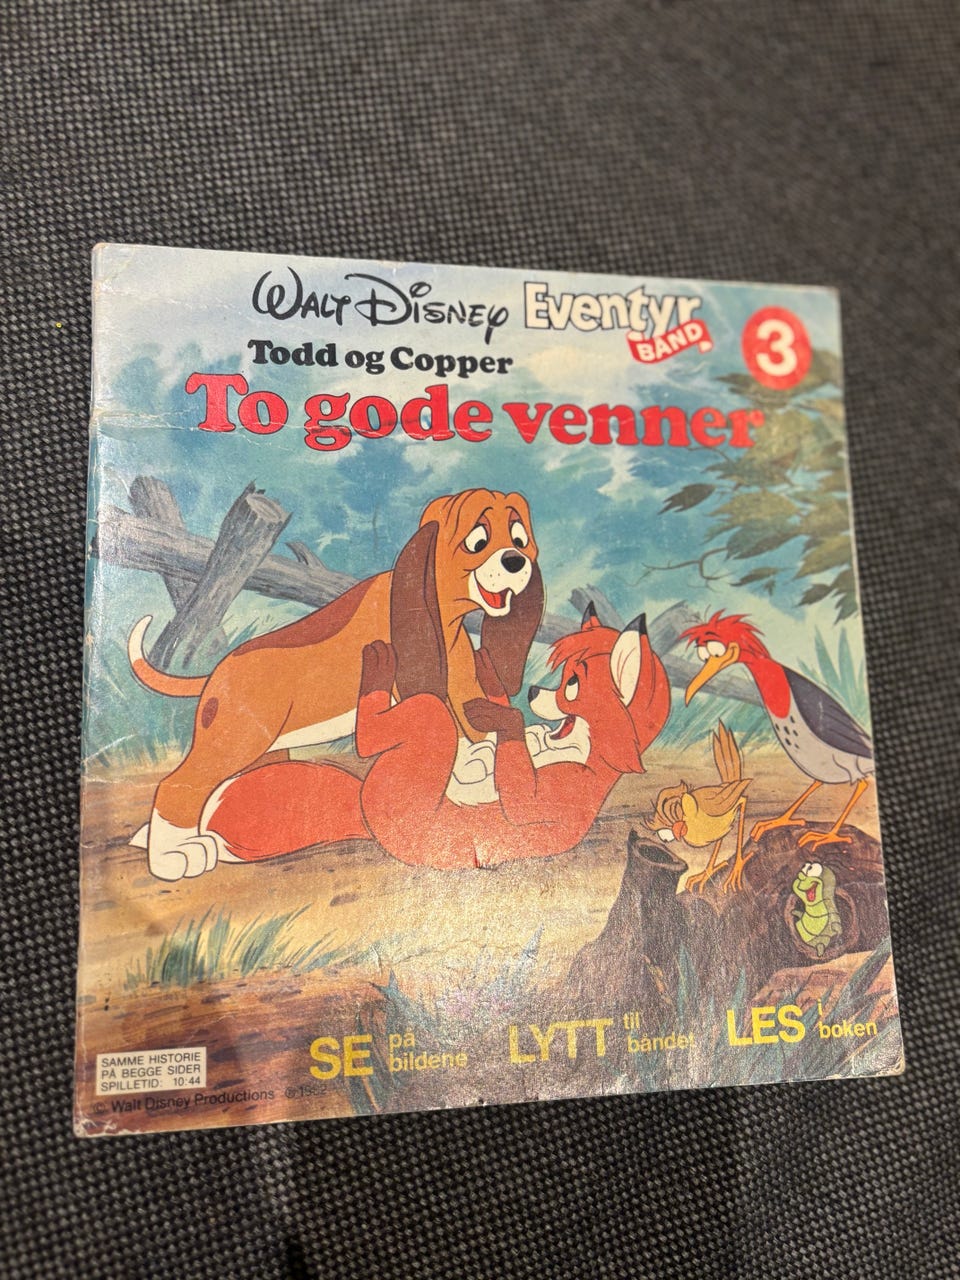 WALT DISNEY Eventyr
BÅND
3
Todd og Copper
To gode venner
SE på
bildene
LYTT til
båndet
LES i
boken
SAMME HISTORIE
PÅ BEGGE SIDER
SPILLETID: 10:44
© Walt Disney Productions ℗ 1982